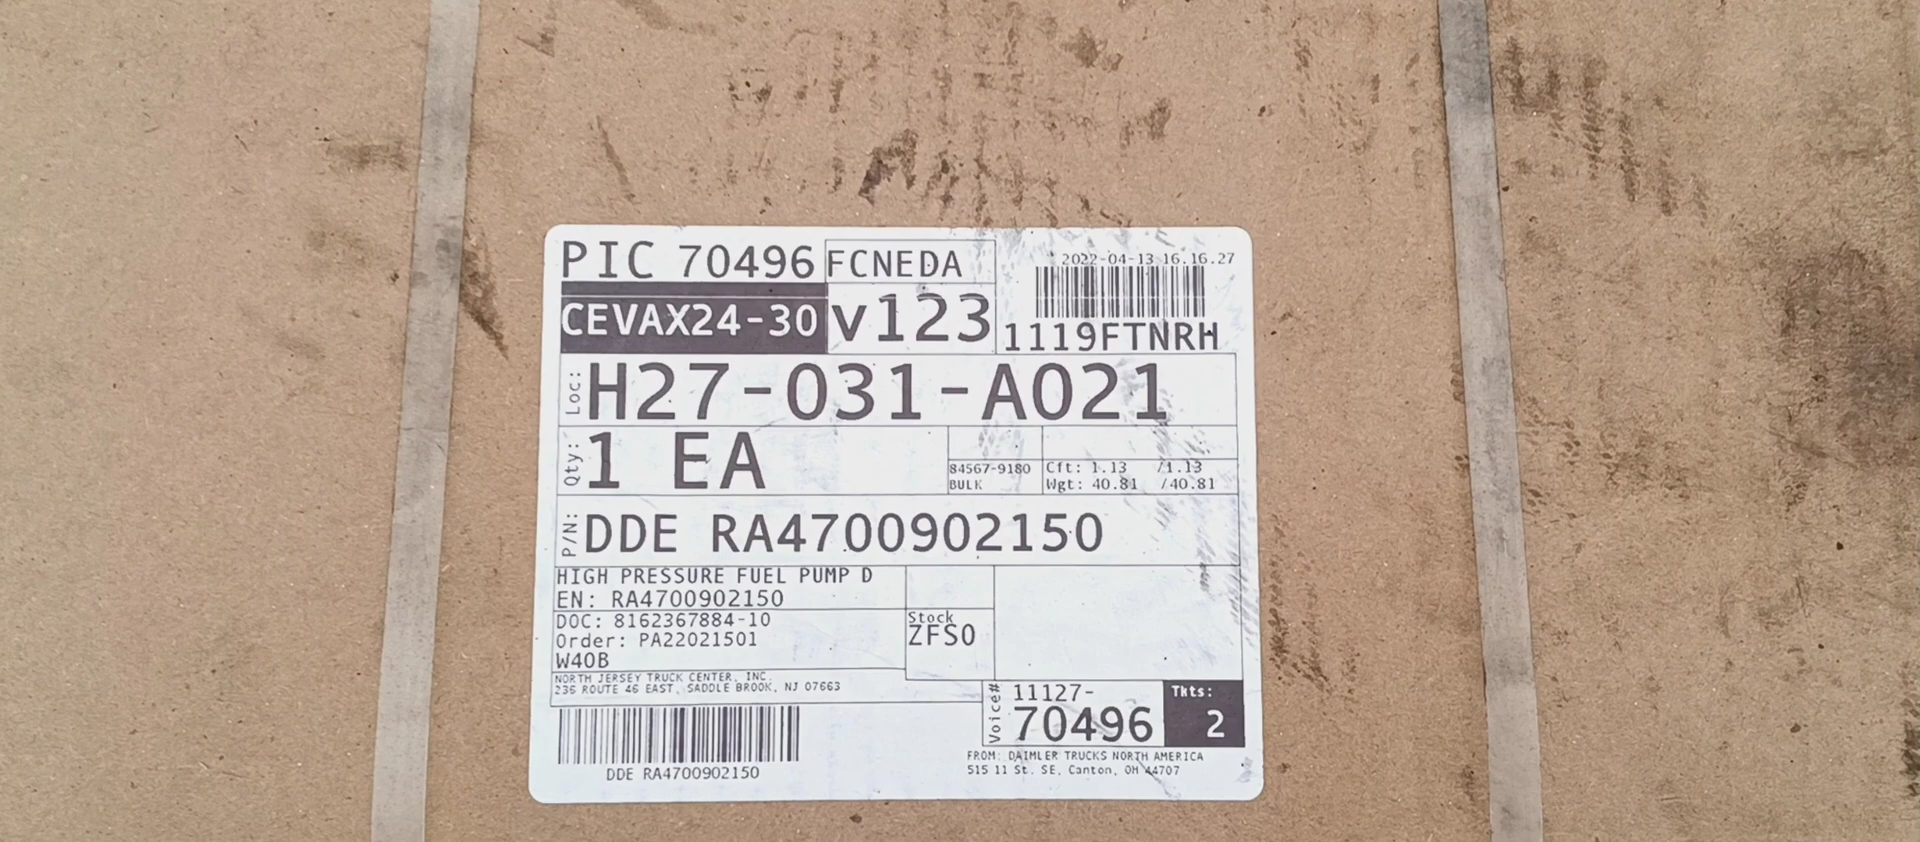 PIC 70496 FCNEDA
2022-04-13 16.16.27
CEVAX24-30 v123
1119FTNRH
Loc: H27-031-A021
Qty: 1 EA
84567-9180 Cft: 1.13 /1.13
BULK Wgt: 40.81 /40.81
P/N: DDE RA4700902150
HIGH PRESSURE FUEL PUMP D
EN: RA4700902150
DOC: 8162367884-10
Order: PA22021501
W40B
Stock
ZFS0
NORTH JERSEY TRUCK CENTER, INC.
236 ROUTE 46 EAST, SADDLE BROOK, NJ 07663
Voice# 11127-
70496
Tkts:
2
DDE RA4700902150
FROM: DAIMLER TRUCKS NORTH AMERICA
515 11 St. SE, Canton, OH 44707